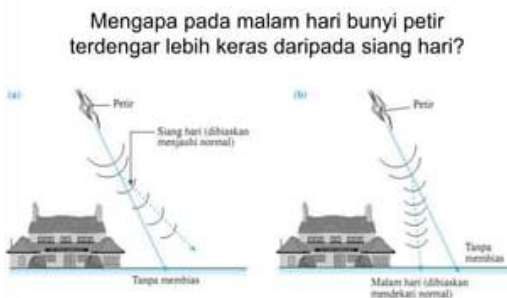 Mengapa pada malam hari bunyi petir
terdengar lebih keras daripada siang hari?
(a)
Petir
Siang hari (dibiaskan
menjauhi normal)
Tanpa membias
(b)
Petir
Tanpa
membias
Malam hari (dibiaskan
mendekati normal)